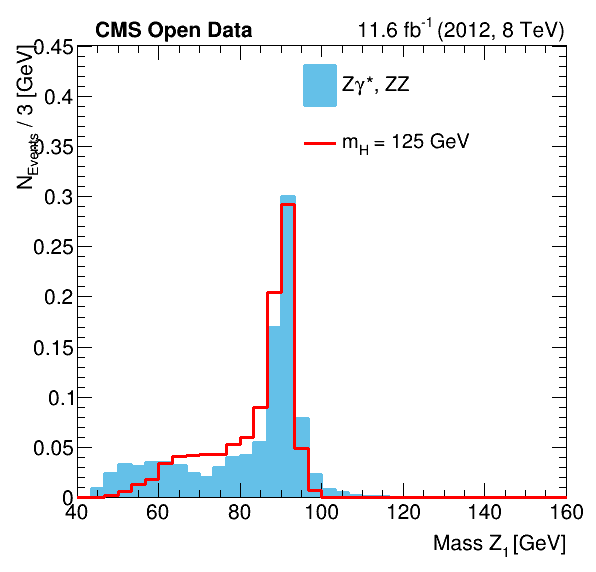 CMS Open Data 11.6 fb⁻¹ (2012, 8 TeV)
N_Events / 3 [GeV]
0.45
0.4
0.35
0.3
0.25
0.2
0.15
0.1
0.05
0
Zγ*, ZZ
m_H = 125 GeV
40 60 80 100 120 140 160
Mass Z₁ [GeV]